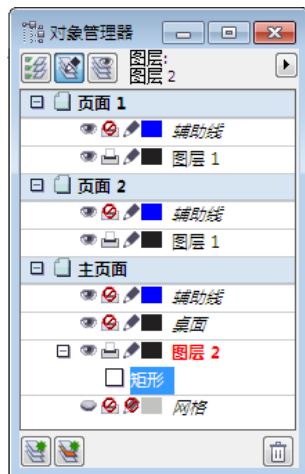 对象管理器
图层:
图层 2
页面 1
辅助线
图层 1
页面 2
辅助线
图层 1
主页面
辅助线
桌面
图层 2
矩形
网格